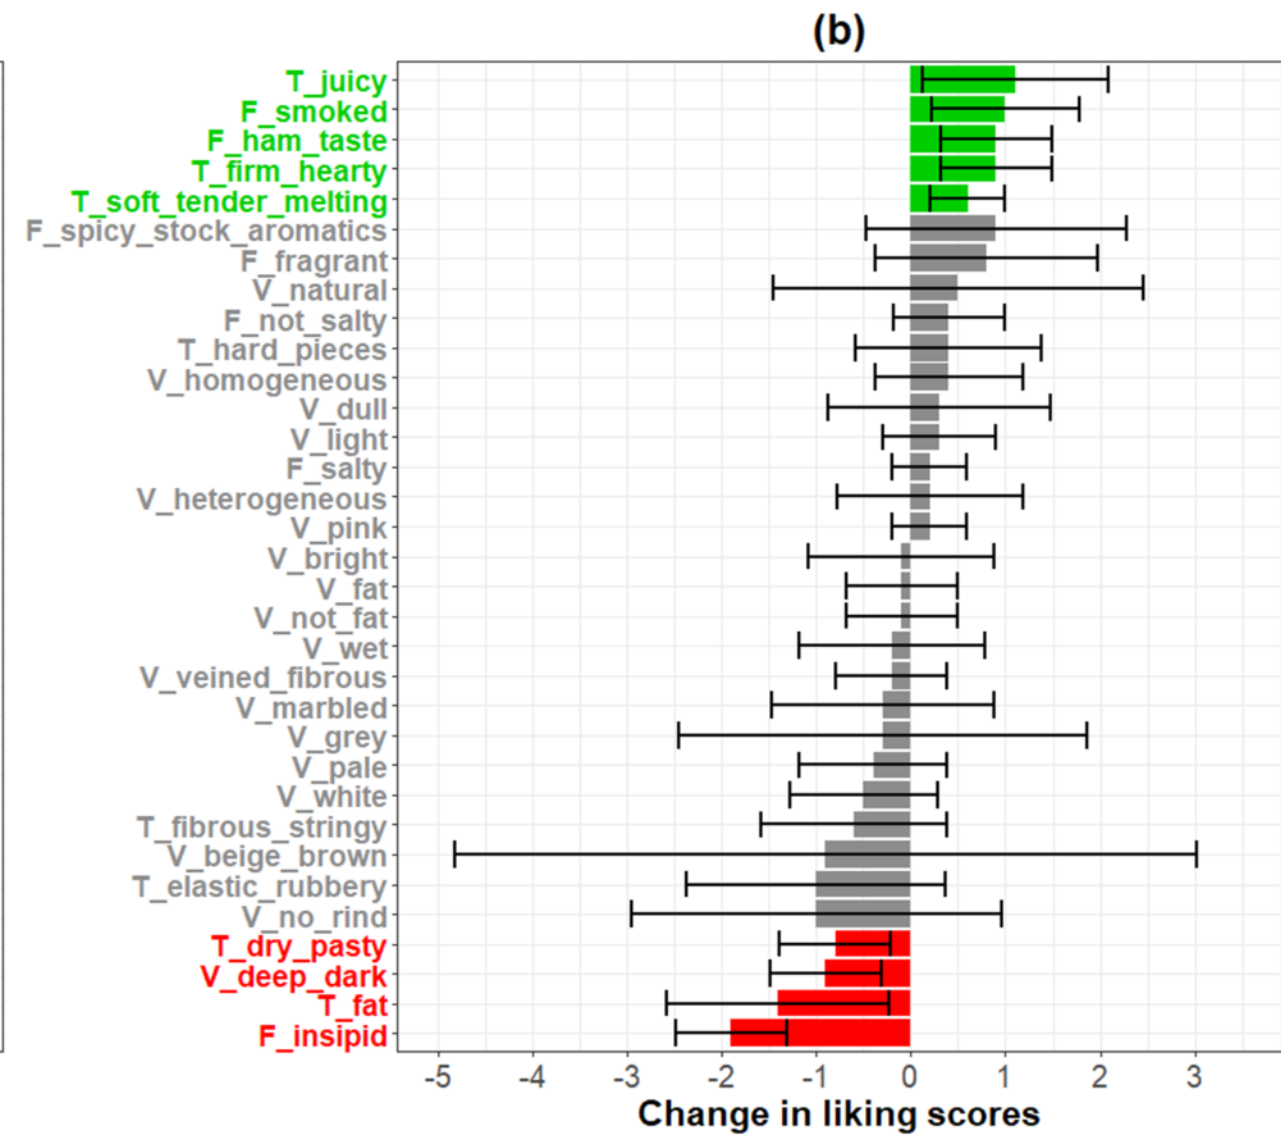 (b)
T_juicy
F_smoked
F_ham_taste
T_firm_hearty
T_soft_tender_melting
F_spicy_stock_aromatics
F_fragrant
V_natural
F_not_salty
T_hard_pieces
V_homogeneous
V_dull
V_light
F_salty
V_heterogeneous
V_pink
V_bright
V_fat
V_not_fat
V_wet
V_veined_fibrous
V_marbled
V_grey
V_pale
V_white
T_fibrous_stringy
V_beige_brown
T_elastic_rubbery
V_no_rind
T_dry_pasty
V_deep_dark
T_fat
F_insipid
-5 -4 -3 -2 -1 0 1 2 3
Change in liking scores